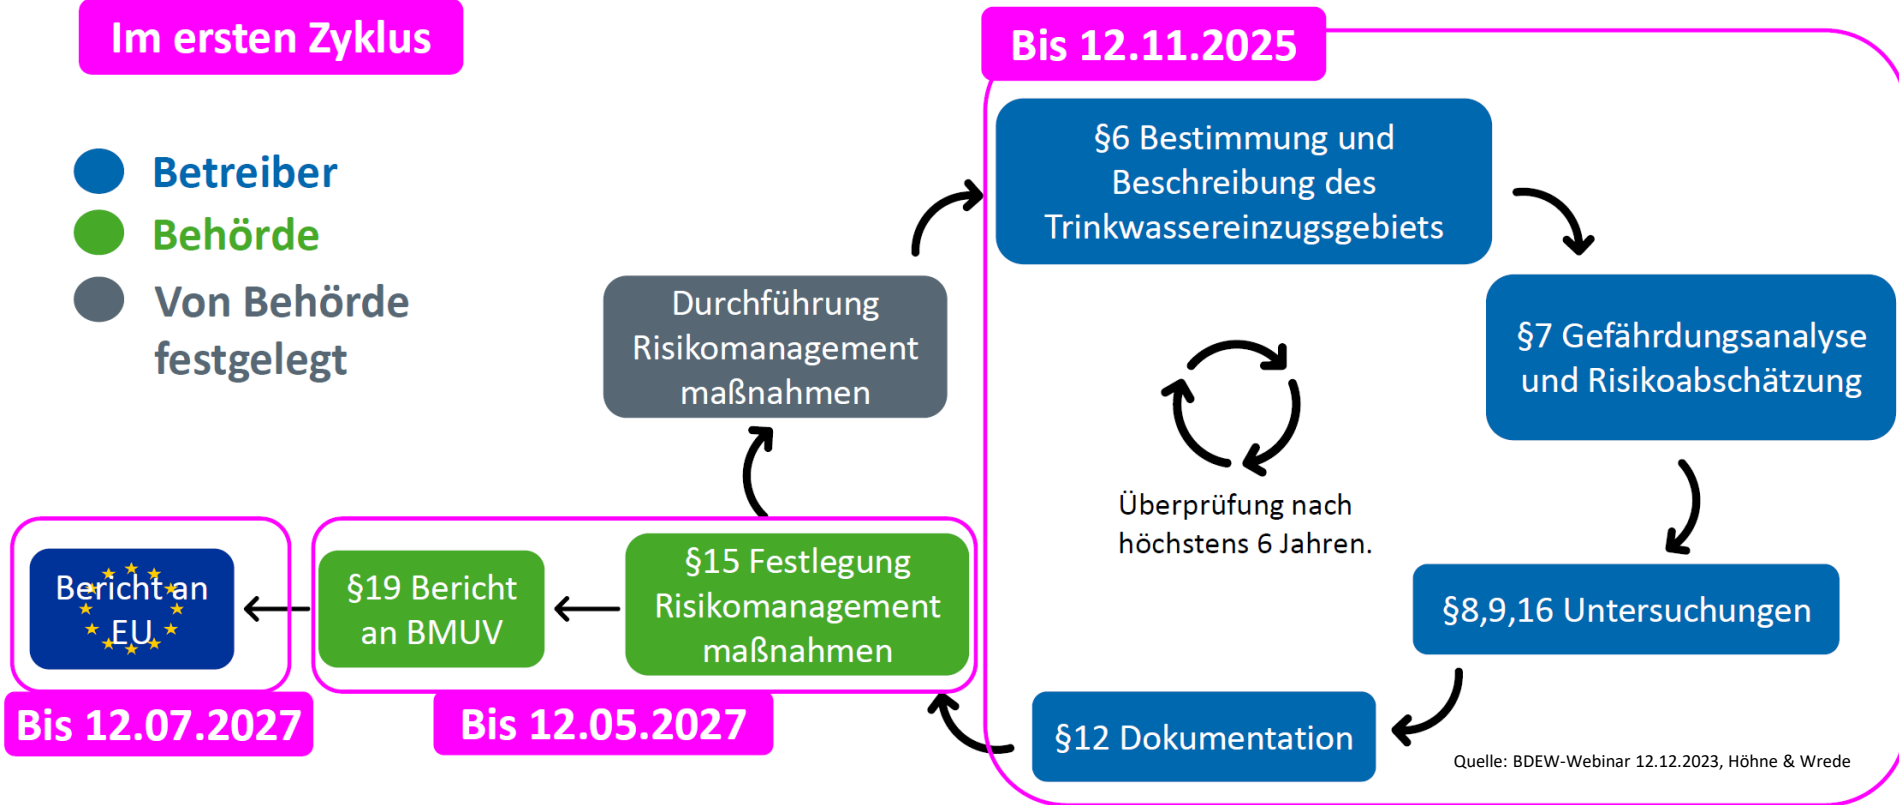 Im ersten Zyklus
Betreiber
Behörde
Von Behörde
festgelegt
Bis 12.11.2025
§6 Bestimmung und
Beschreibung des
Trinkwassereinzugsgebiets
§7 Gefährdungsanalyse
und Risikoabschätzung
§8,9,16 Untersuchungen
§12 Dokumentation
Überprüfung nach
höchstens 6 Jahren.
Durchführung
Risikomanagement
maßnahmen
§15 Festlegung
Risikomanagement
maßnahmen
§19 Bericht
an BMUV
Bericht an
EU
Bis 12.07.2027
Bis 12.05.2027
Quelle: BDEW-Webinar 12.12.2023, Höhne & Wrede